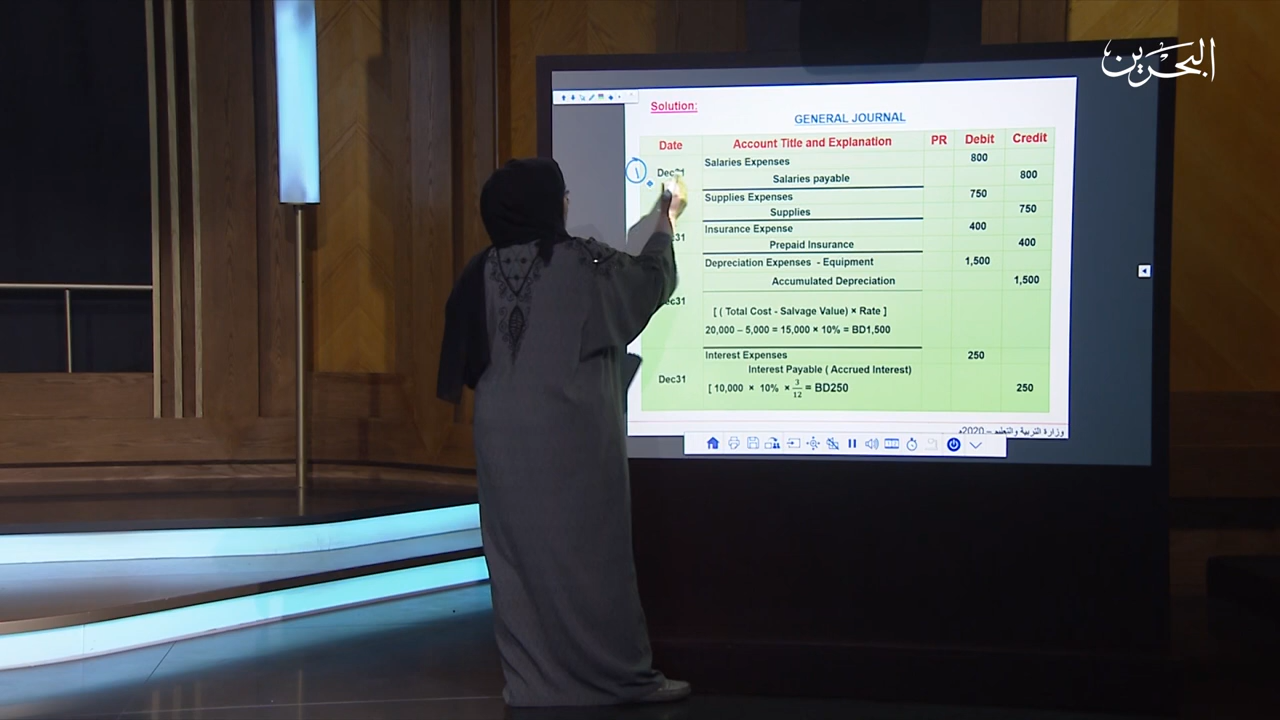 البحرين
Solution:
GENERAL JOURNAL
Date Account Title and Explanation PR Debit Credit
1 Dec31 Salaries Expenses 800
Salaries payable 800
Supplies Expenses 750
Supplies 750
31 Insurance Expense 400
Prepaid Insurance 400
Depreciation Expenses - Equipment 1,500
Accumulated Depreciation 1,500
ec31
[ ( Total Cost - Salvage Value) × Rate ]
20,000 – 5,000 = 15,000 × 10% = BD1,500
Interest Expenses 250
Interest Payable ( Accrued Interest)
Dec31 [ 10,000 × 10% × 3/12 = BD250 250
وزارة التربية والتعليم – 2020م